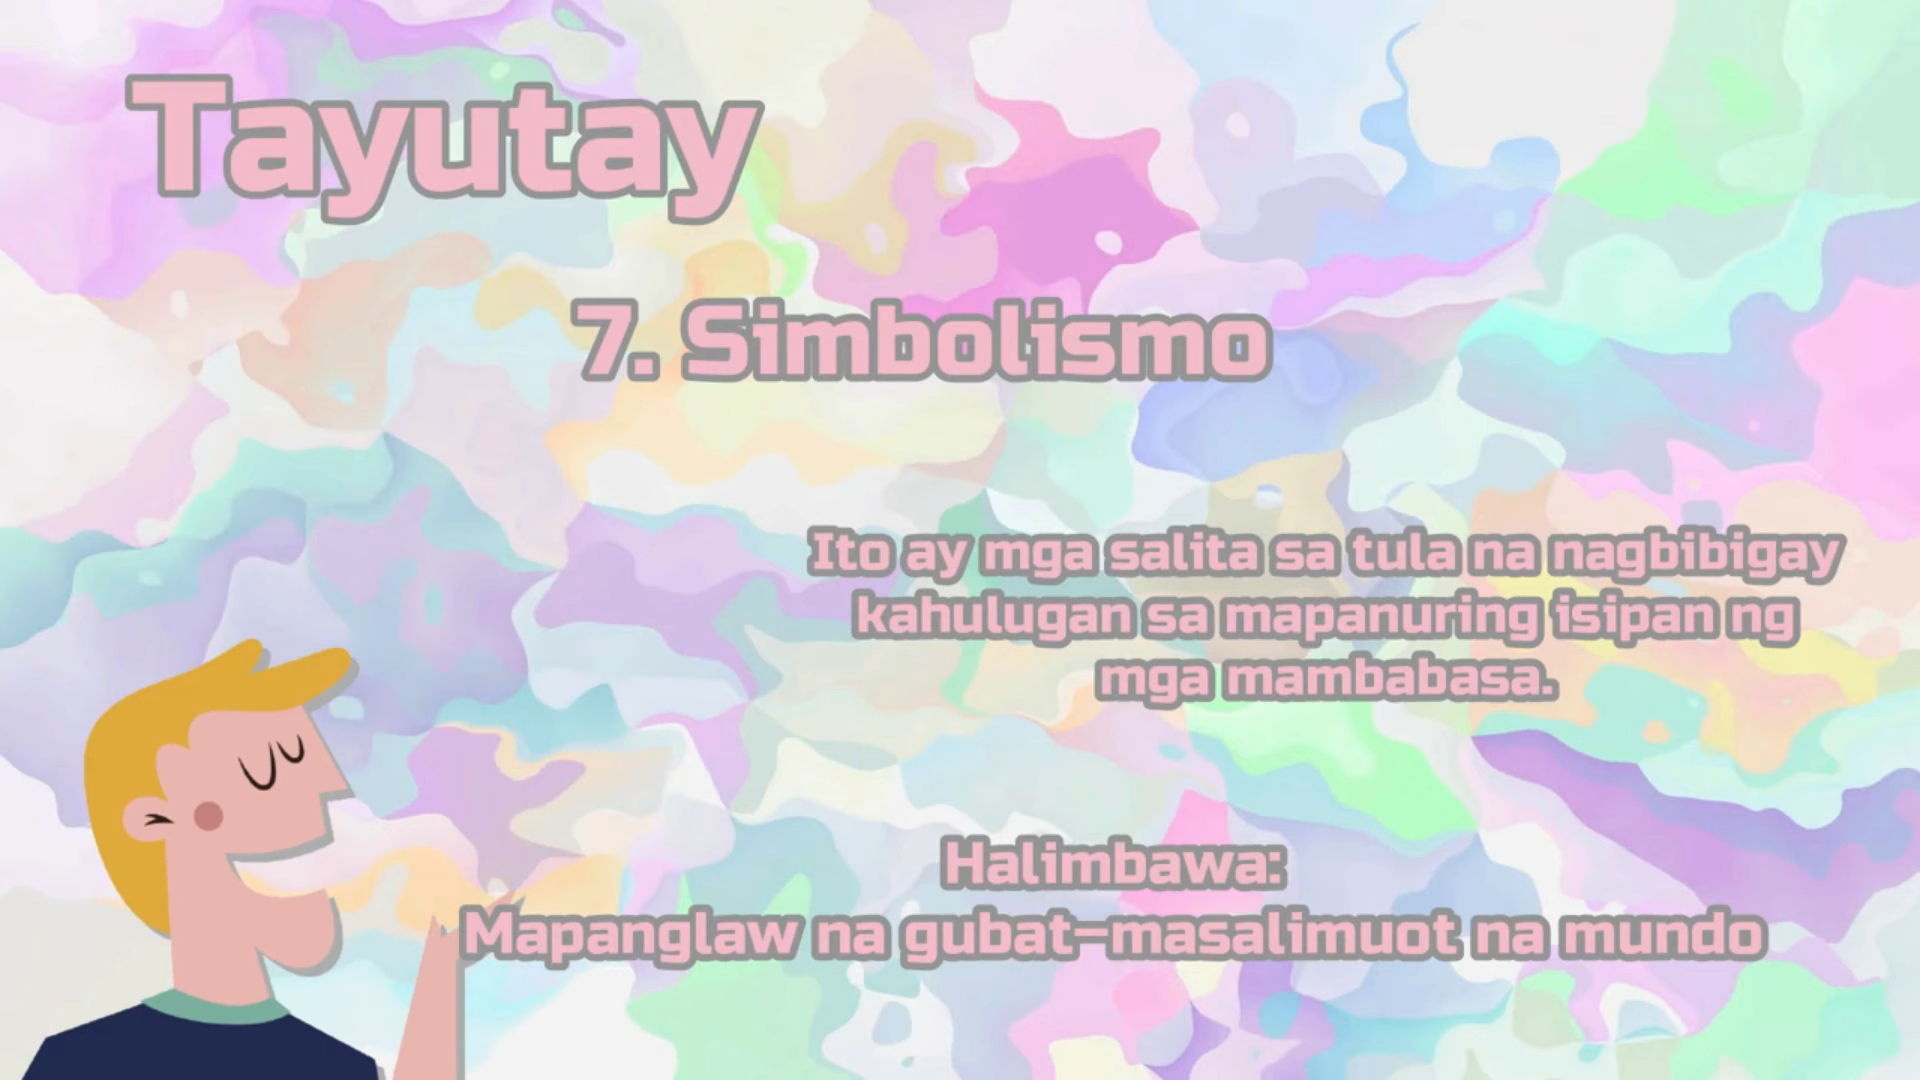 Tayutay
7. Simbolismo
Ito ay mga salita sa tula na nagbibigay
kahulugan sa mapanuring isipan ng
mga mambabasa.
Halimbawa:
Mapanglaw na gubat–masalimuot na mundo